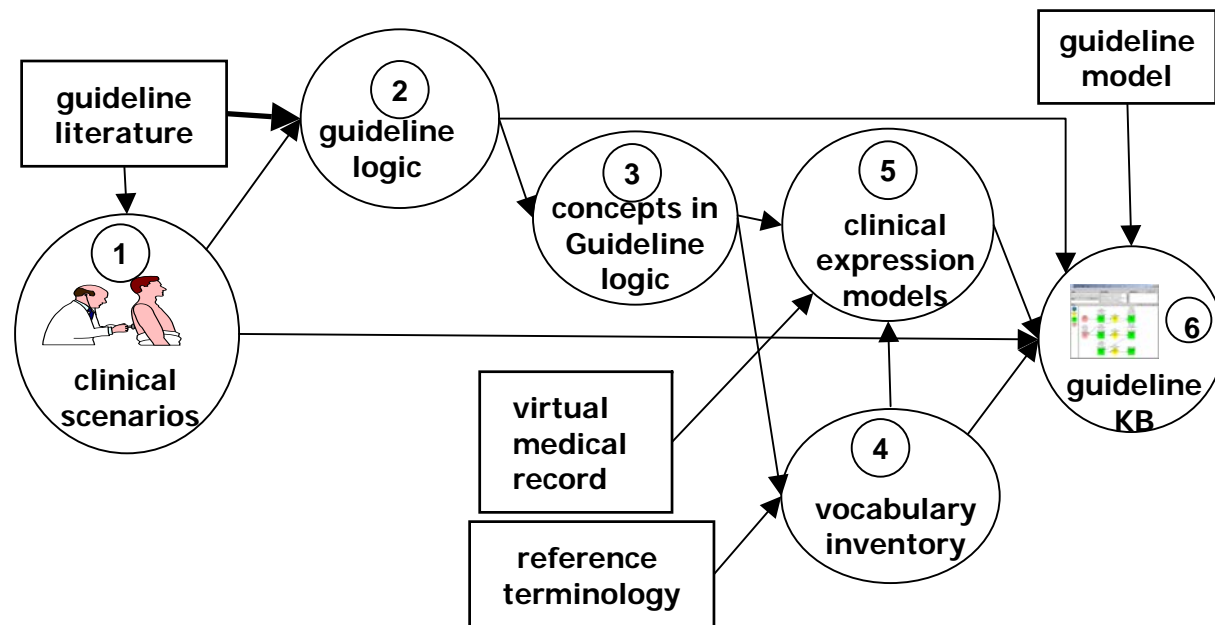 guideline
literature
1
clinical
scenarios
2
guideline
logic
3
concepts in
Guideline
logic
virtual
medical
record
reference
terminology
5
clinical
expression
models
4
vocabulary
inventory
guideline
model
6
guideline
KB